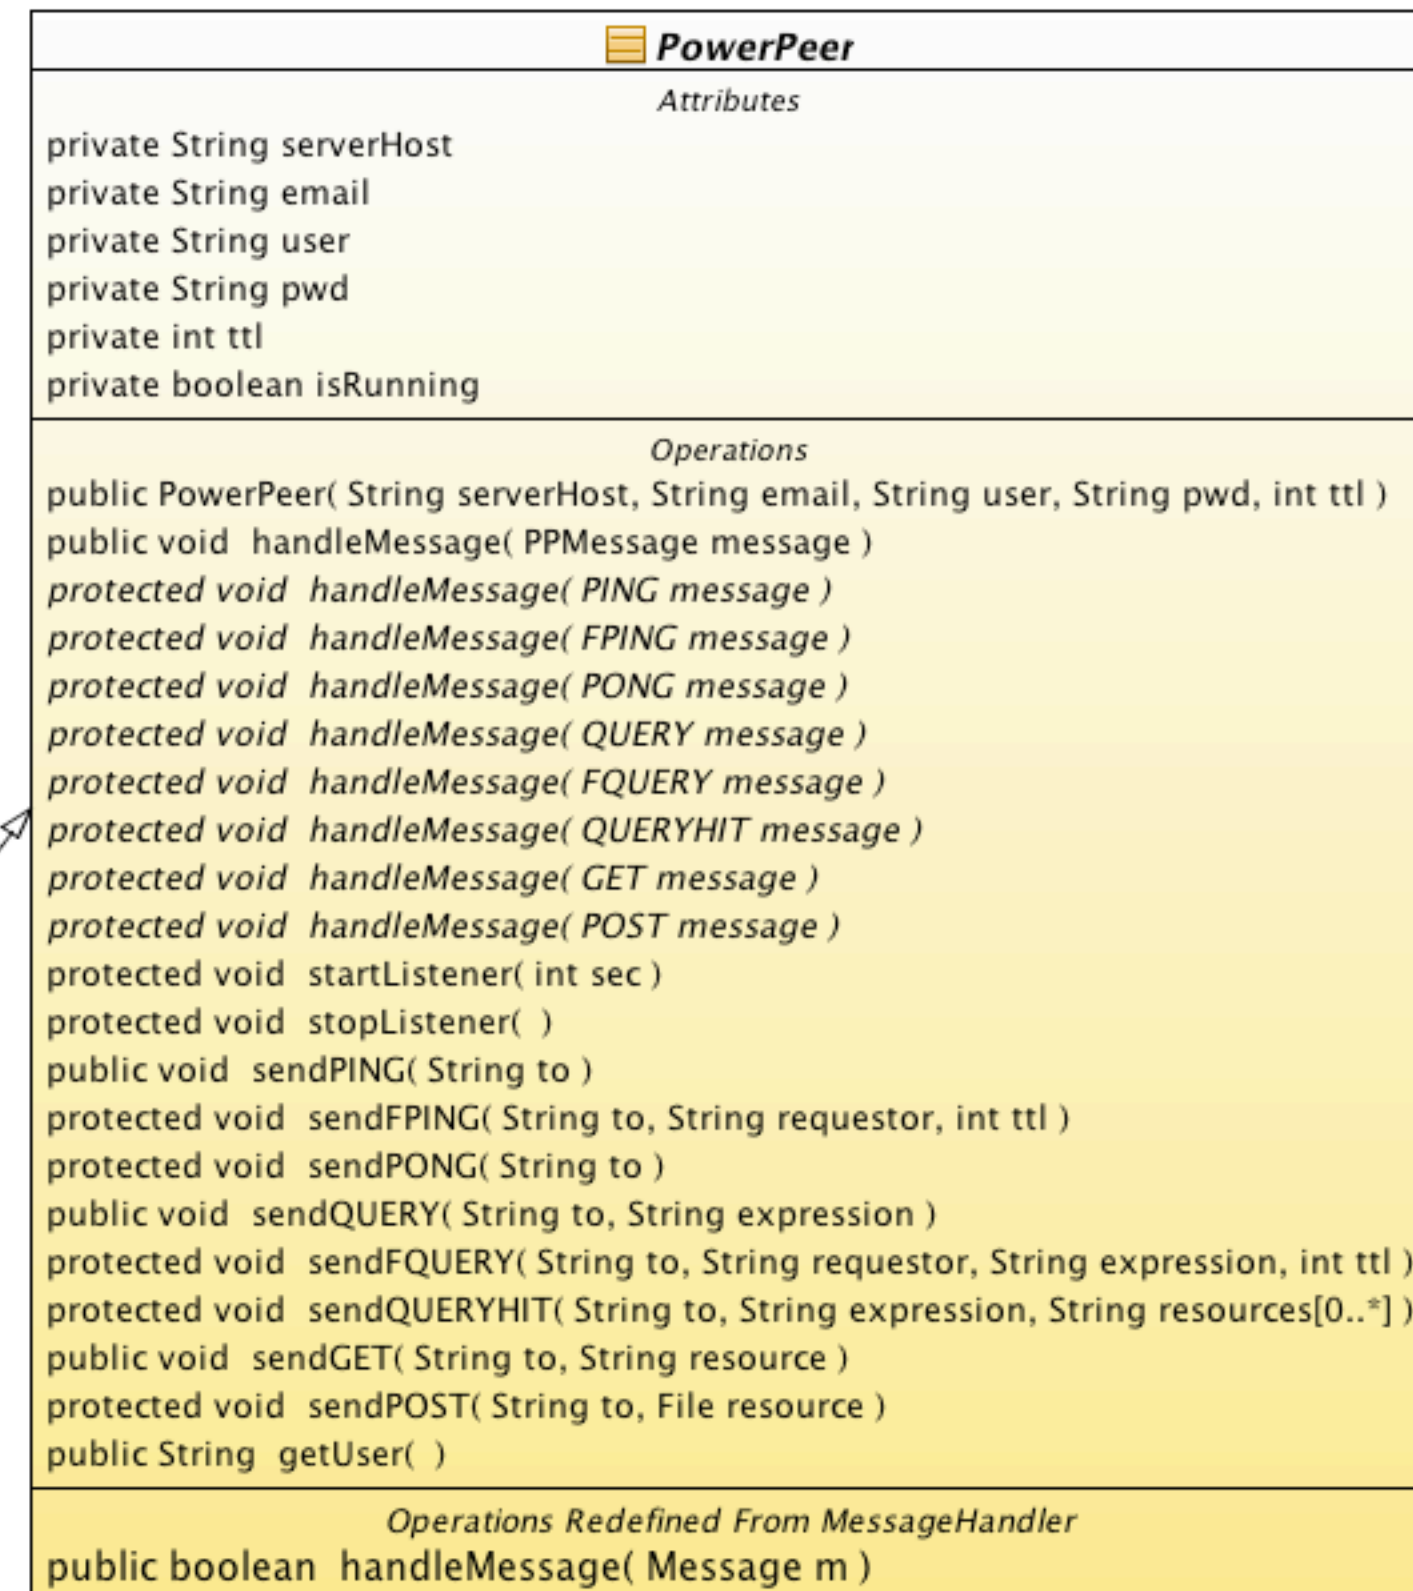 PowerPeer
Attributes
private String serverHost
private String email
private String user
private String pwd
private int ttl
private boolean isRunning
Operations
public PowerPeer( String serverHost, String email, String user, String pwd, int ttl )
public void  handleMessage( PPMessage message )
protected void  handleMessage( PING message )
protected void  handleMessage( FPING message )
protected void  handleMessage( PONG message )
protected void  handleMessage( QUERY message )
protected void  handleMessage( FQUERY message )
protected void  handleMessage( QUERYHIT message )
protected void  handleMessage( GET message )
protected void  handleMessage( POST message )
protected void  startListener( int sec )
protected void  stopListener(  )
public void  sendPING( String to )
protected void  sendFPING( String to, String requestor, int ttl )
protected void  sendPONG( String to )
public void  sendQUERY( String to, String expression )
protected void  sendFQUERY( String to, String requestor, String expression, int ttl )
protected void  sendQUERYHIT( String to, String expression, String resources[0..*] )
public void  sendGET( String to, String resource )
protected void  sendPOST( String to, File resource )
public String  getUser(  )
Operations Redefined From MessageHandler
public boolean  handleMessage( Message m )